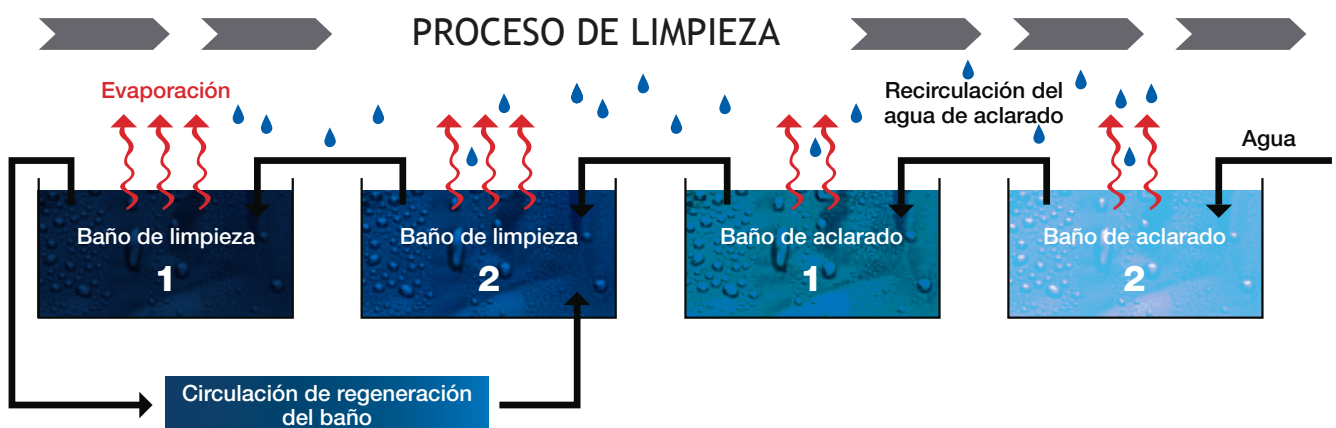 PROCESO DE LIMPIEZA
Evaporación
Recirculación del
agua de aclarado
Agua
Baño de limpieza
1
Baño de limpieza
2
Baño de aclarado
1
Baño de aclarado
2
Circulación de regeneración
del baño